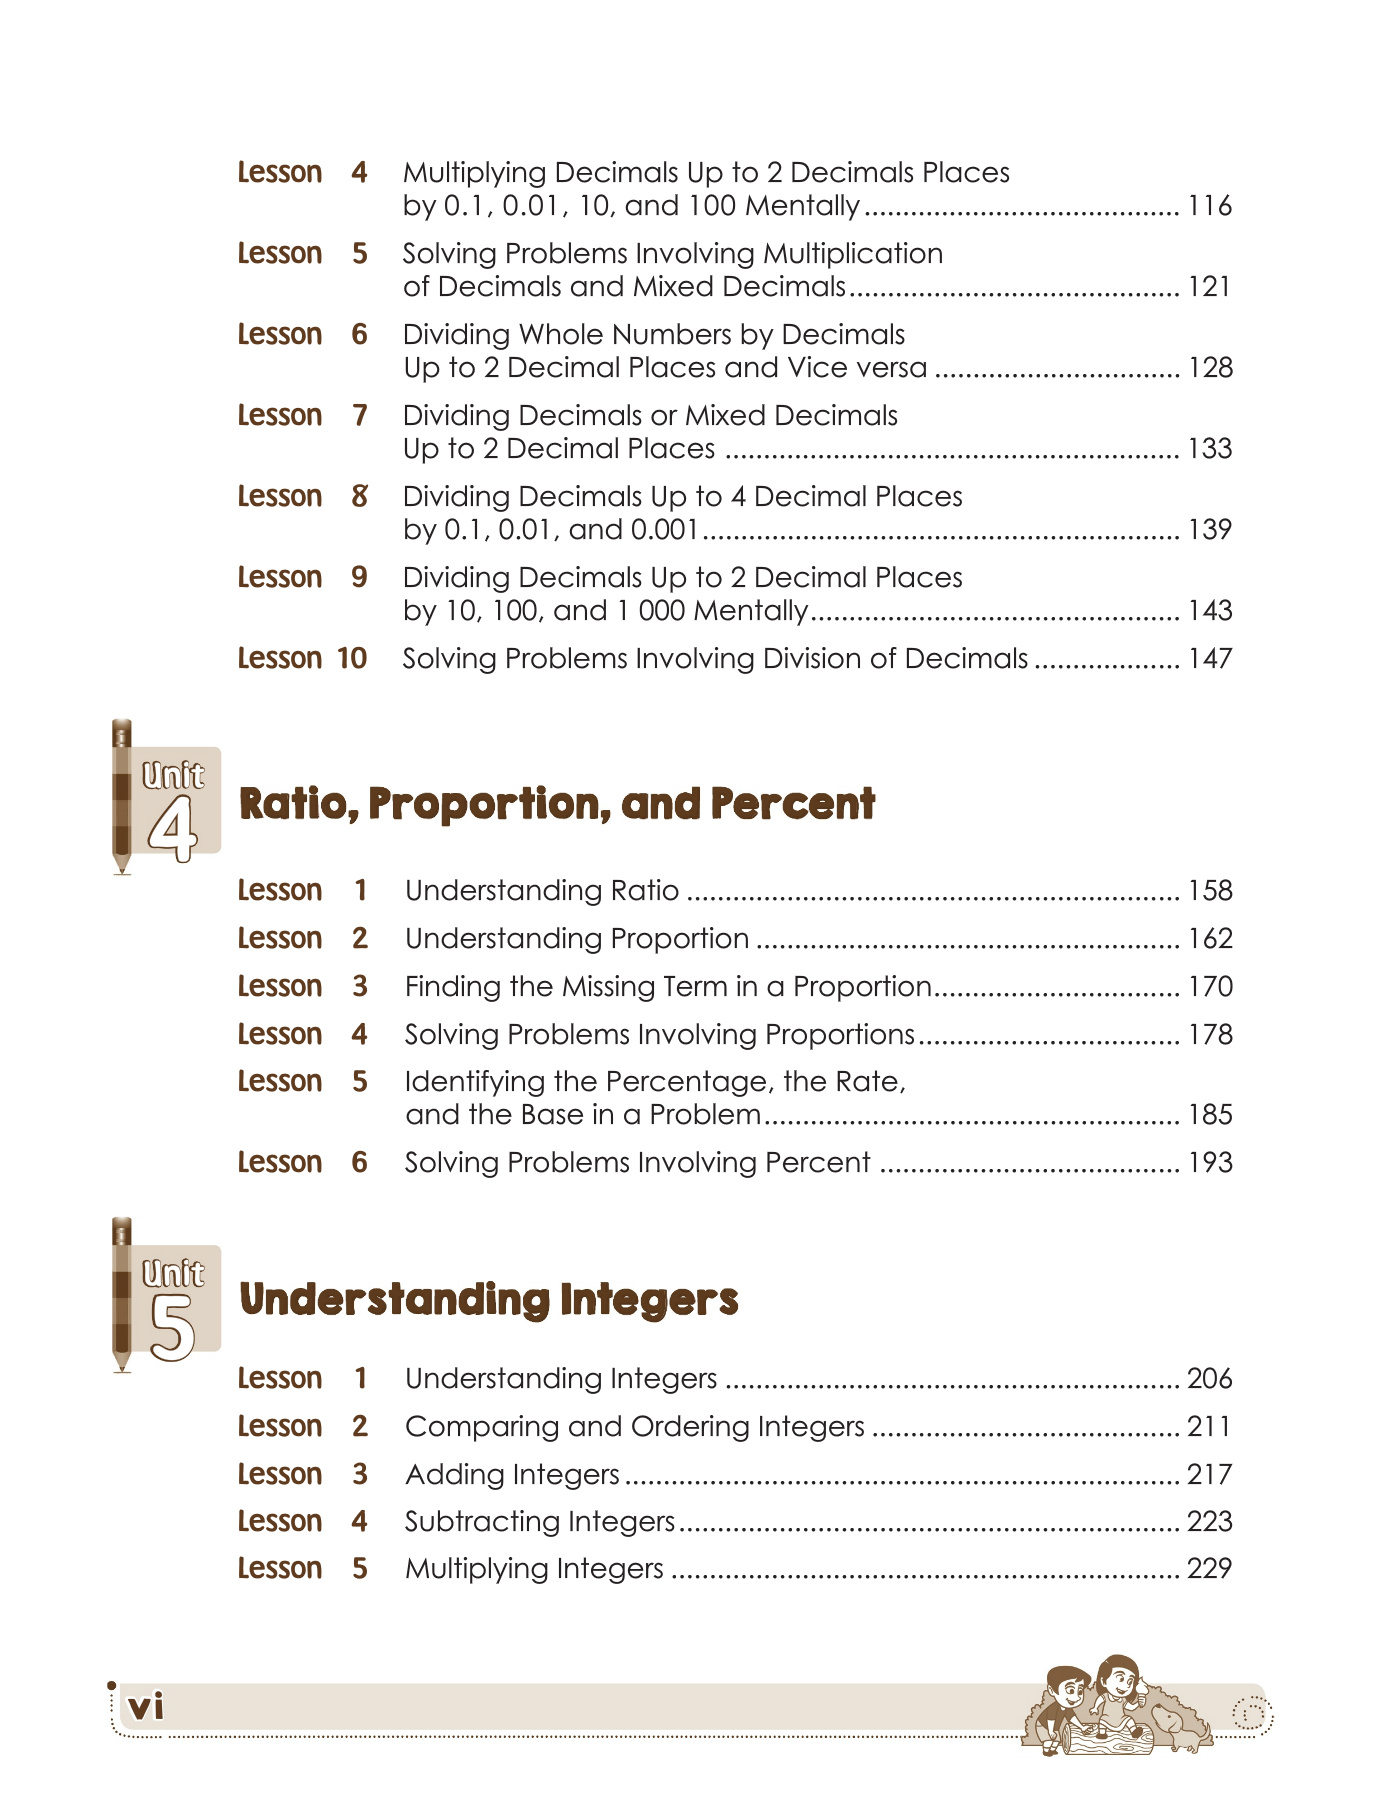 Lesson 4 Multiplying Decimals Up to 2 Decimals Places
by 0.1, 0.01, 10, and 100 Mentally ........................................ 116
Lesson 5 Solving Problems Involving Multiplication
of Decimals and Mixed Decimals .......................................... 121
Lesson 6 Dividing Whole Numbers by Decimals
Up to 2 Decimal Places and Vice versa ................................ 128
Lesson 7 Dividing Decimals or Mixed Decimals
Up to 2 Decimal Places .......................................................... 133
Lesson 8 Dividing Decimals Up to 4 Decimal Places
by 0.1, 0.01, and 0.001 ............................................................. 139
Lesson 9 Dividing Decimals Up to 2 Decimal Places
by 10, 100, and 1 000 Mentally ............................................... 143
Lesson 10 Solving Problems Involving Division of Decimals ................... 147
Unit
4
Ratio, Proportion, and Percent
Lesson 1 Understanding Ratio ............................................................... 158
Lesson 2 Understanding Proportion ...................................................... 162
Lesson 3 Finding the Missing Term in a Proportion ................................ 170
Lesson 4 Solving Problems Involving Proportions .................................. 178
Lesson 5 Identifying the Percentage, the Rate,
and the Base in a Problem ..................................................... 185
Lesson 6 Solving Problems Involving Percent ....................................... 193
Unit
5
Understanding Integers
Lesson 1 Understanding Integers .......................................................... 206
Lesson 2 Comparing and Ordering Integers ........................................ 211
Lesson 3 Adding Integers ....................................................................... 217
Lesson 4 Subtracting Integers ................................................................ 223
Lesson 5 Multiplying Integers ................................................................. 229
vi